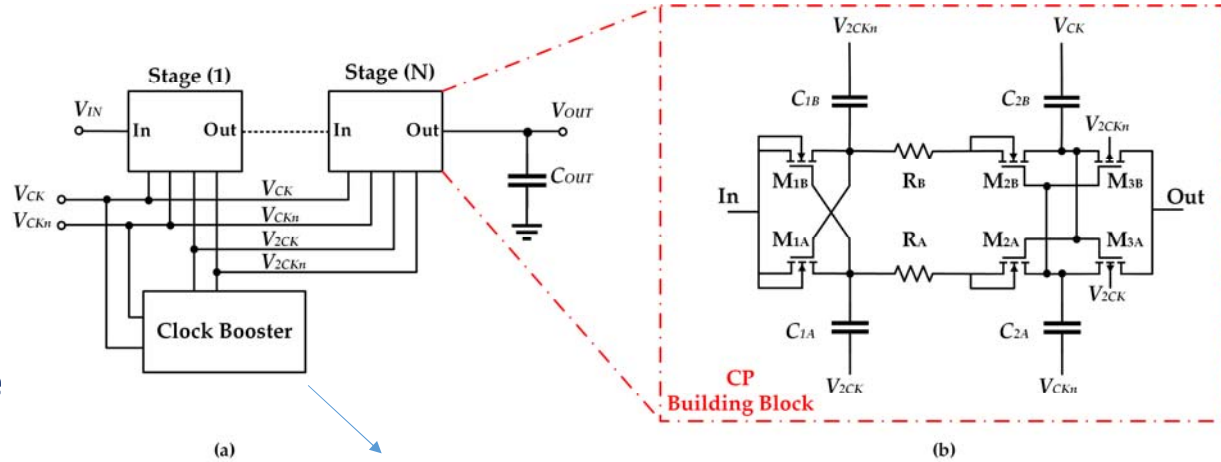 Stage (1)
Stage (N)
VIN
In
Out
In
Out
VOUT
COUT
VCK
VCKn
VCK
VCKn
V2CK
V2CKn
Clock Booster
(a)
V2CKn
VCK
C1B
C2B
V2CKn
M1B
RB
M2B
M3B
In
Out
M1A
RA
M2A
M3A
V2CK
C1A
C2A
V2CK
VCKn
CP
Building Block
(b)